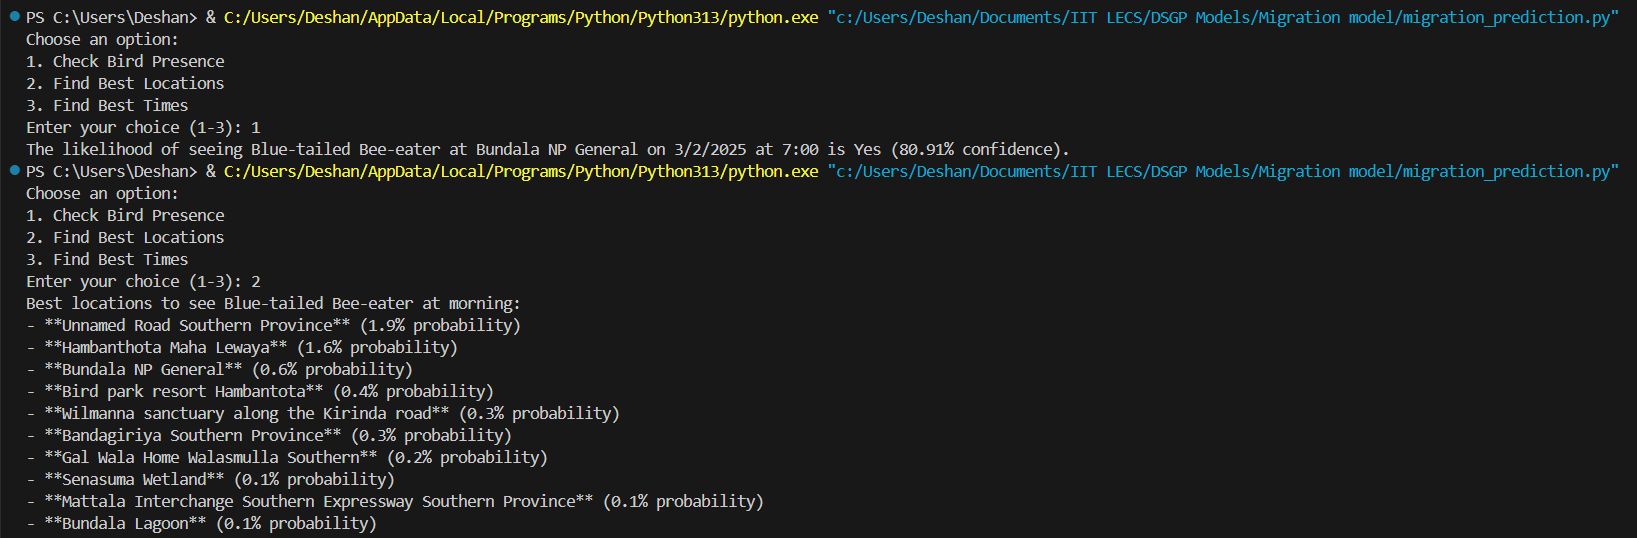 PS C:\Users\Deshan> & C:/Users/Deshan/AppData/Local/Programs/Python/Python313/python.exe "c:/Users/Deshan/Documents/IIT LECS/DSGP Models/Migration model/migration_prediction.py"
Choose an option:
1. Check Bird Presence
2. Find Best Locations
3. Find Best Times
Enter your choice (1-3): 1
The likelihood of seeing Blue-tailed Bee-eater at Bundala NP General on 3/2/2025 at 7:00 is Yes (80.91% confidence).
PS C:\Users\Deshan> & C:/Users/Deshan/AppData/Local/Programs/Python/Python313/python.exe "c:/Users/Deshan/Documents/IIT LECS/DSGP Models/Migration model/migration_prediction.py"
Choose an option:
1. Check Bird Presence
2. Find Best Locations
3. Find Best Times
Enter your choice (1-3): 2
Best locations to see Blue-tailed Bee-eater at morning:
- **Unnamed Road Southern Province** (1.9% probability)
- **Hambanthota Maha Lewaya** (1.6% probability)
- **Bundala NP General** (0.6% probability)
- **Bird park resort Hambantota** (0.4% probability)
- **Wilmanna sanctuary along the Kirinda road** (0.3% probability)
- **Bandagiriya Southern Province** (0.3% probability)
- **Gal Wala Home Walasmulla Southern** (0.2% probability)
- **Senasuma Wetland** (0.1% probability)
- **Mattala Interchange Southern Expressway Southern Province** (0.1% probability)
- **Bundala Lagoon** (0.1% probability)